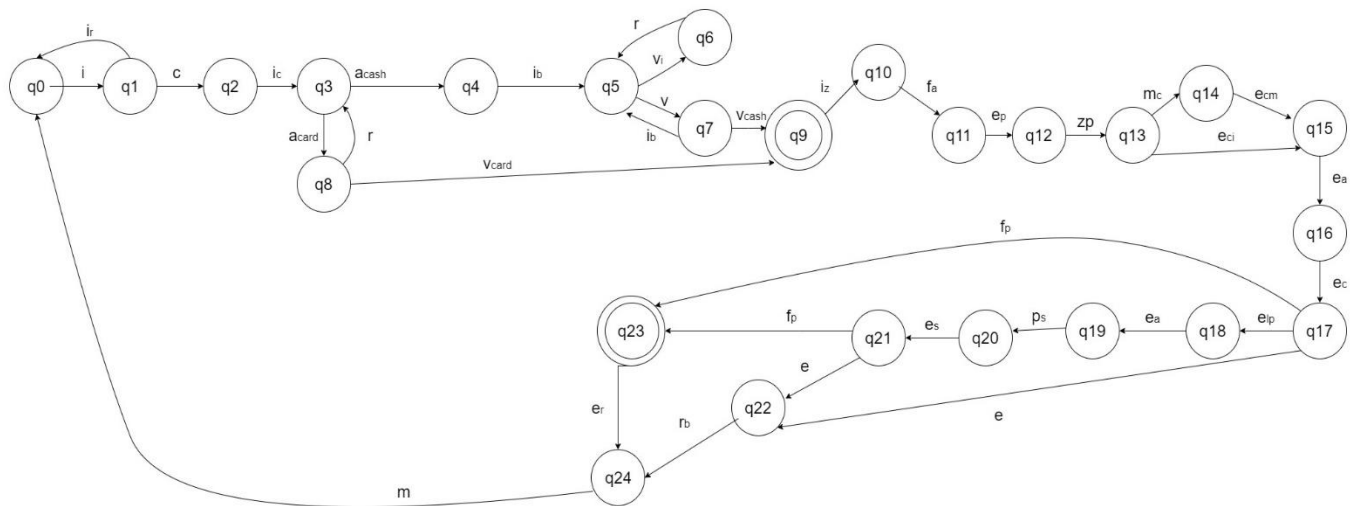 ir
q0
i
q1
c
q2
ic
q3
acash
q4
ib
q5
r
vi
q6
v
ib
q7
vcash
q9
acard
r
q8
vcard
iz
q10
fa
q11
ep
q12
zp
q13
mc
q14
ecm
eci
q15
ea
q16
ec
q17
elp
q18
ea
q19
ps
q20
es
q21
fp
fp
q23
e
e
q22
er
rb
q24
m